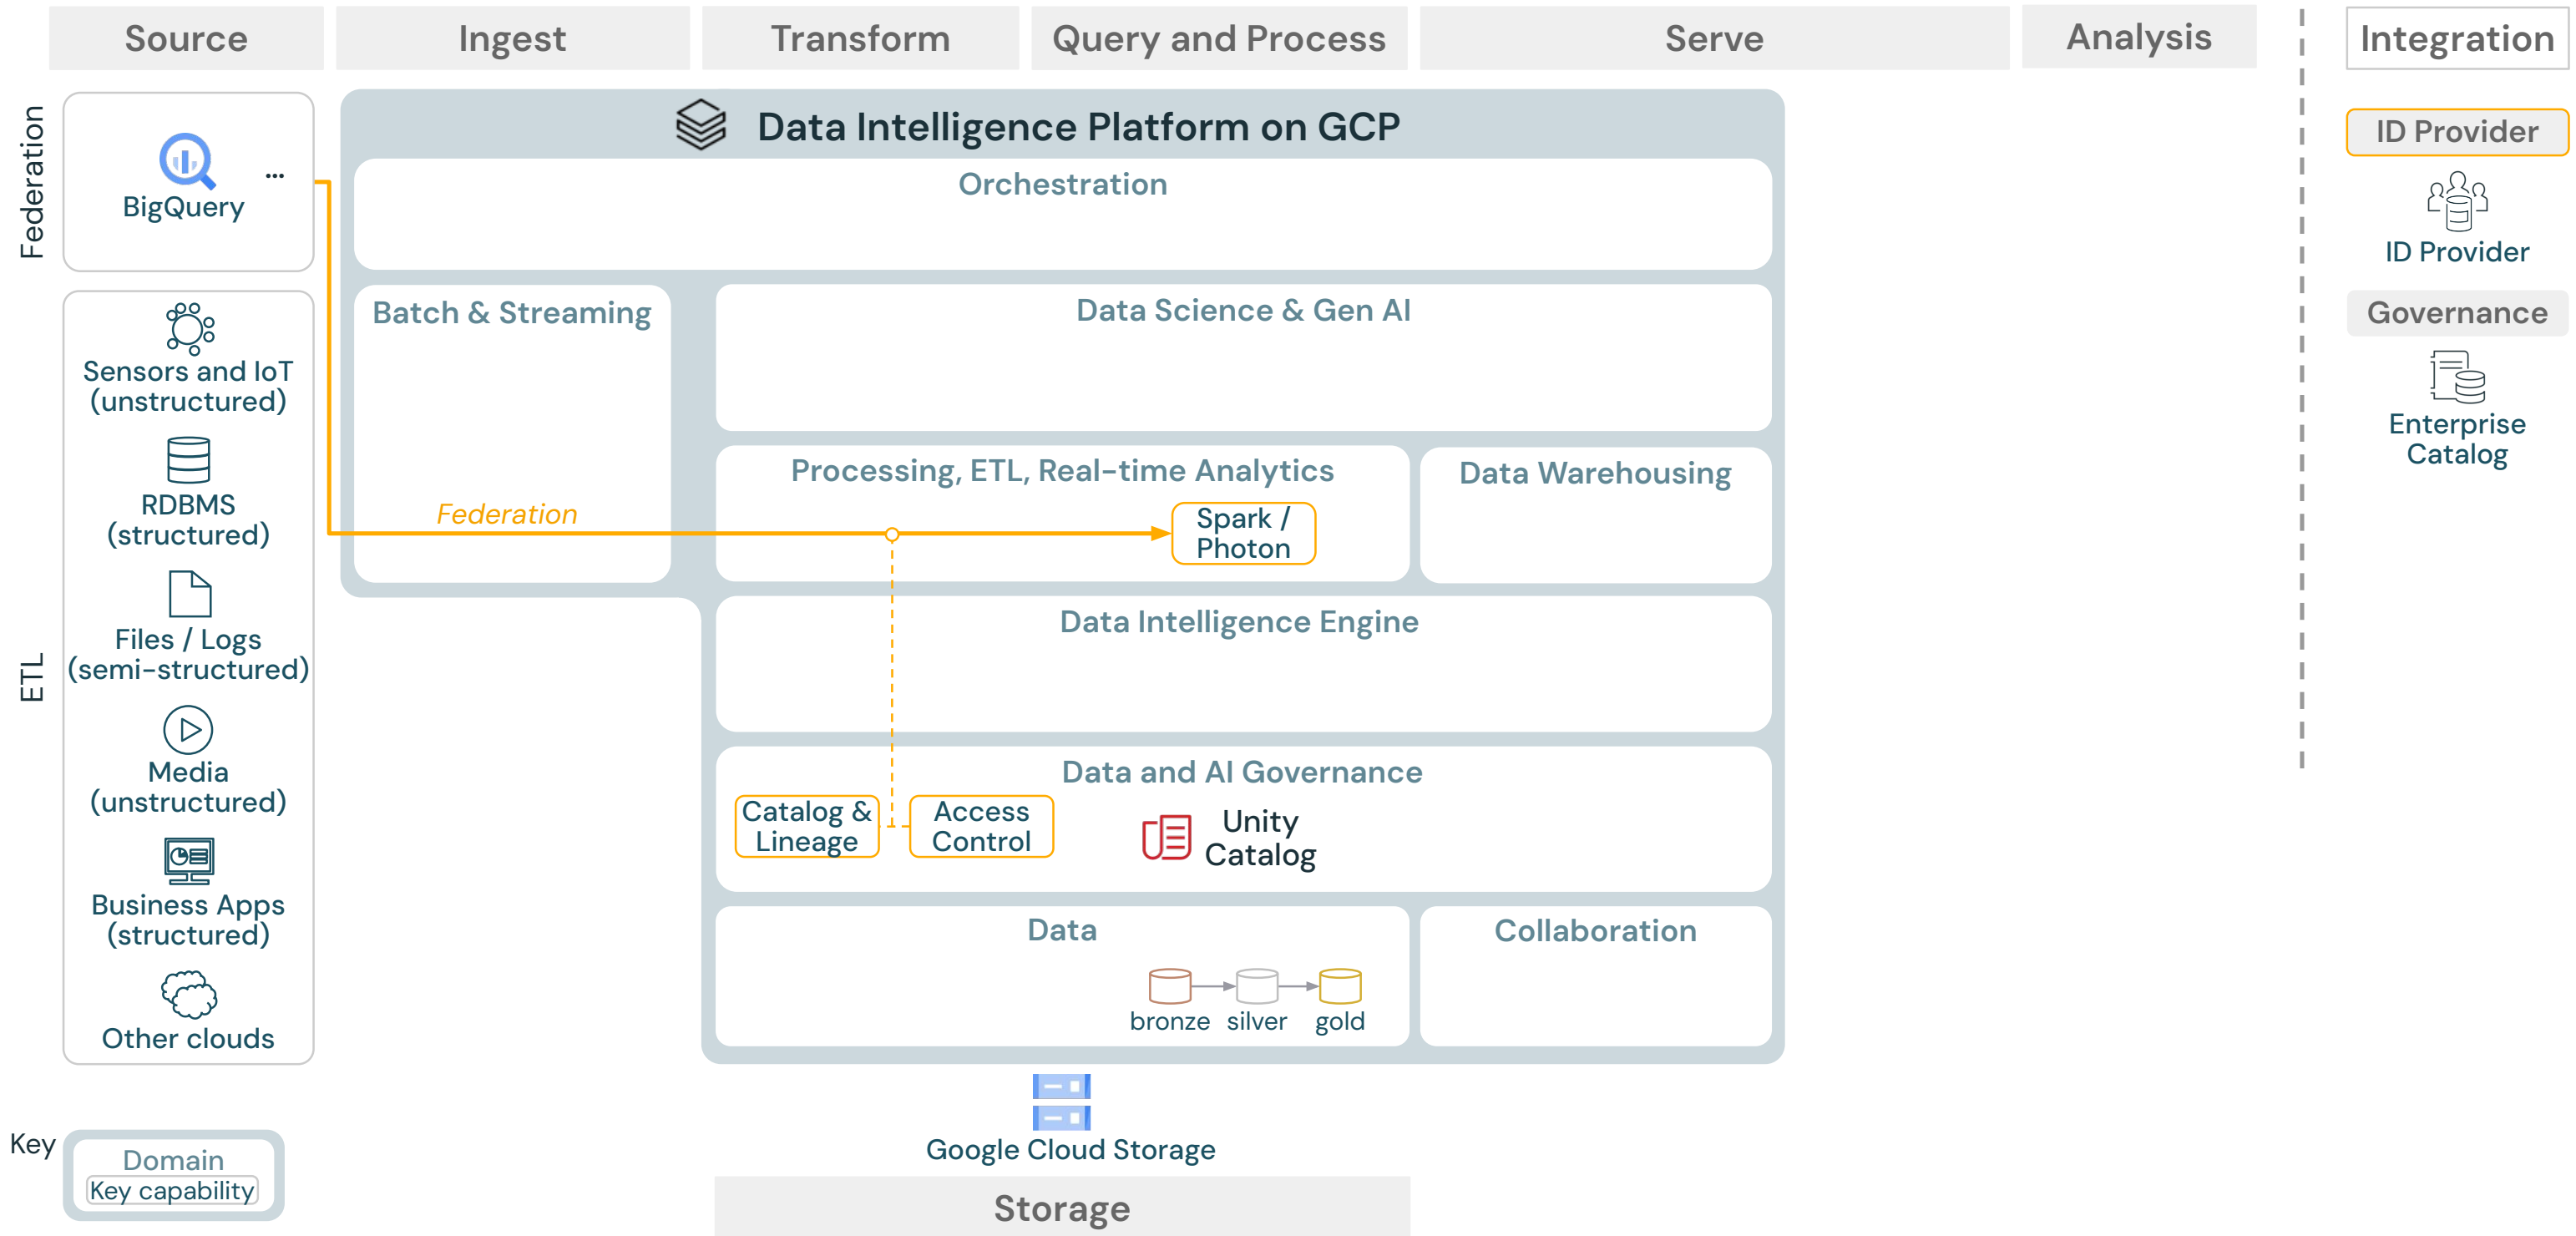 Source
Ingest
Transform
Query and Process
Serve
Analysis
Integration
Federation
BigQuery
...
Data Intelligence Platform on GCP
Orchestration
ID Provider
ID Provider
Governance
Enterprise
Catalog
ETL
Sensors and IoT
(unstructured)
RDBMS
(structured)
Files / Logs
(semi-structured)
Media
(unstructured)
Business Apps
(structured)
Other clouds
Batch & Streaming
Data Science & Gen AI
Processing, ETL, Real-time Analytics
Data Warehousing
Federation
Spark /
Photon
Data Intelligence Engine
Data and AI Governance
Catalog &
Lineage
Access
Control
Unity
Catalog
Data
bronze
silver
gold
Collaboration
Google Cloud Storage
Storage
Key
Domain
Key capability